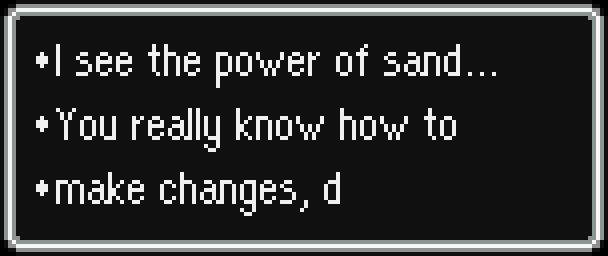 •I see the power of sand...
•You really know how to
•make changes, d